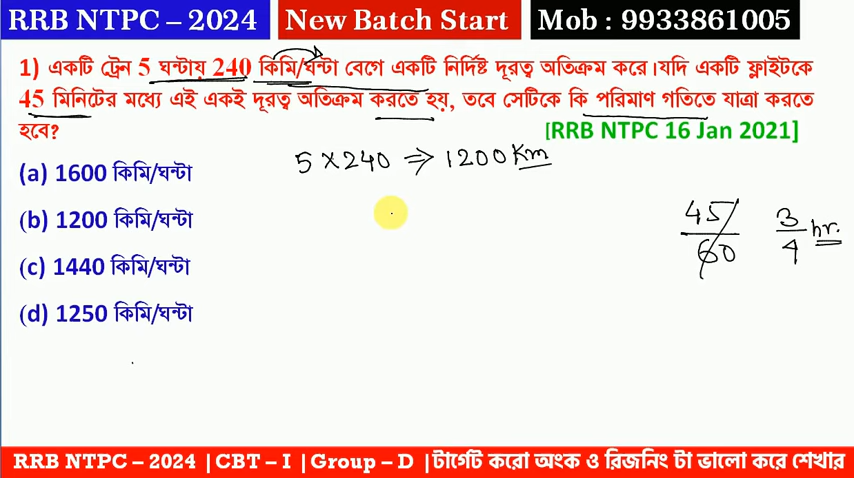 RRB NTPC – 2024 New Batch Start Mob : 9933861005
1) একটি ট্রেন 5 ঘন্টায় 240 কিমি/ঘন্টা বেগে একটি নির্দিষ্ট দূরত্ব অতিক্রম করে।যদি একটি ফ্লাইটকে
45 মিনিটের মধ্যে এই একই দূরত্ব অতিক্রম করতে হয়, তবে সেটিকে কি পরিমাণ গতিতে যাত্রা করতে
হবে? [RRB NTPC 16 Jan 2021]
5 × 240 ⇒ 1200 Km
(a) 1600 কিমি/ঘন্টা
(b) 1200 কিমি/ঘন্টা
45/60 3/4 hr.
(c) 1440 কিমি/ঘন্টা
(d) 1250 কিমি/ঘন্টা
RRB NTPC – 2024 |CBT – I |Group – D |টার্গেট করো অংক ও রিজনিং টা ভালো করে শেখার